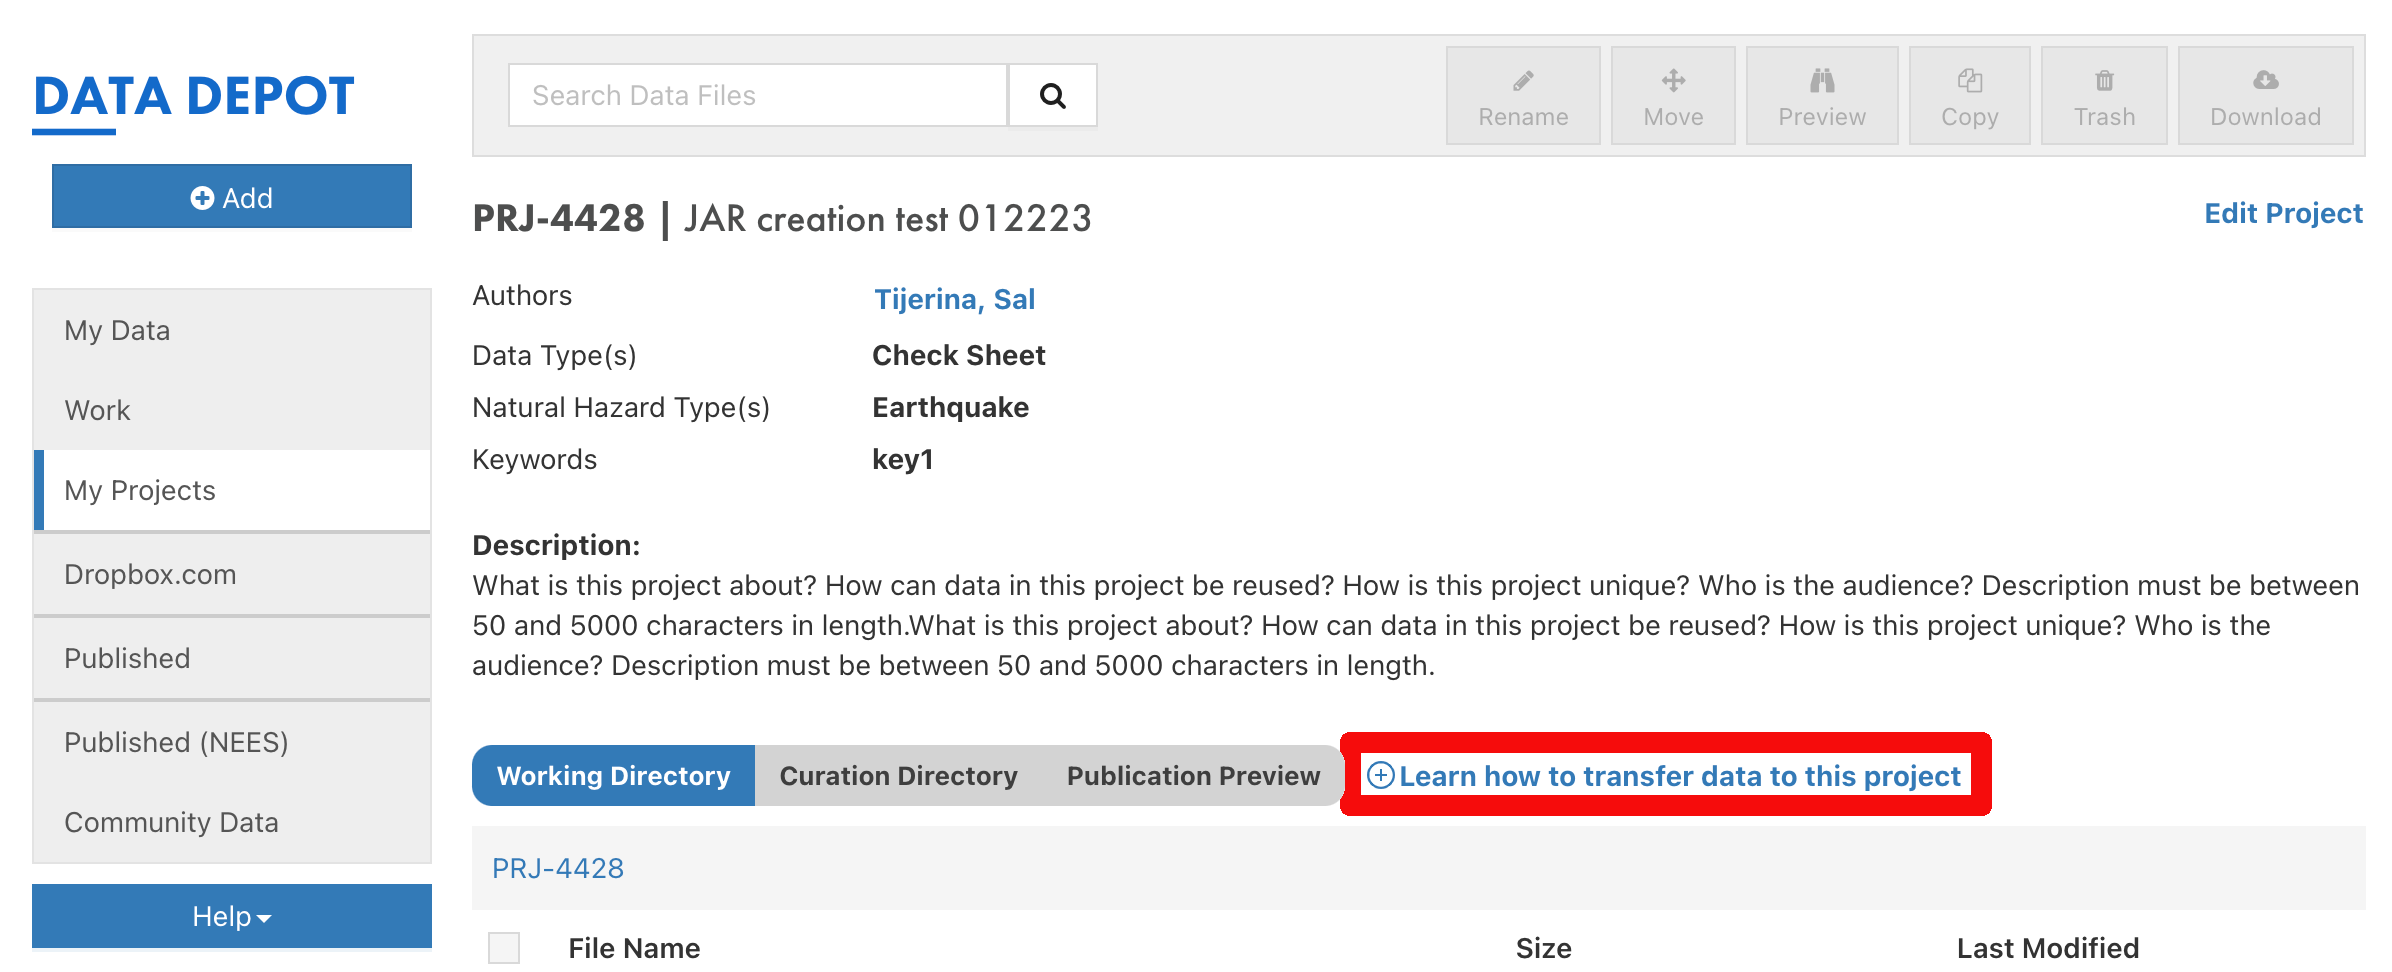 DATA DEPOT
Add
My Data
Work
My Projects
Dropbox.com
Published
Published (NEES)
Community Data
Help
Search Data Files
Rename
Move
Preview
Copy
Trash
Download
PRJ-4428 | JAR creation test 012223
Edit Project
Authors Tijerina, Sal
Data Type(s) Check Sheet
Natural Hazard Type(s) Earthquake
Keywords key1
Description:
What is this project about? How can data in this project be reused? How is this project unique? Who is the audience? Description must be between
50 and 5000 characters in length.What is this project about? How can data in this project be reused? How is this project unique? Who is the
audience? Description must be between 50 and 5000 characters in length.
Working Directory Curation Directory Publication Preview Learn how to transfer data to this project
PRJ-4428
File Name Size Last Modified